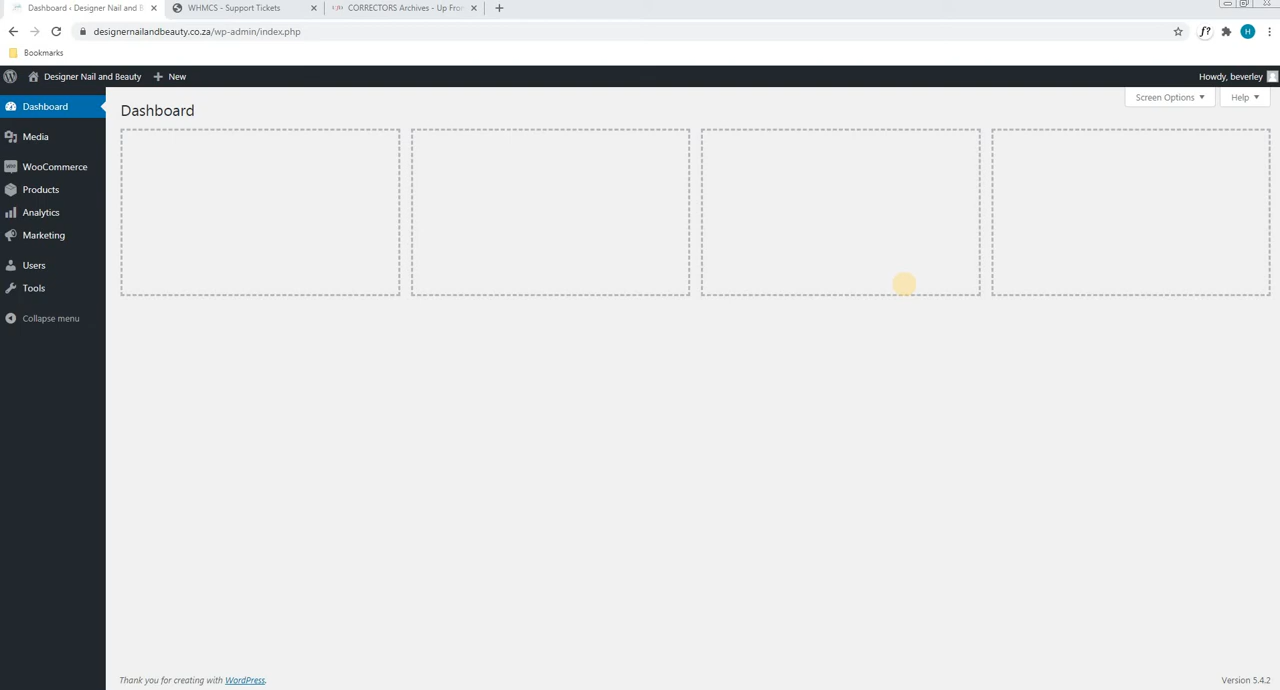 Dashboard ‹ Designer Nail and B
WHMCS - Support Tickets
CORRECTORS Archives - Up Fro
designernailandbeauty.co.za/wp-admin/index.php
f?
H
Bookmarks
Designer Nail and Beauty
New
Howdy, beverley
Dashboard
Media
WooCommerce
Products
Analytics
Marketing
Users
Tools
Collapse menu
Dashboard
Screen Options ▼
Help ▼
Thank you for creating with WordPress.
Version 5.4.2